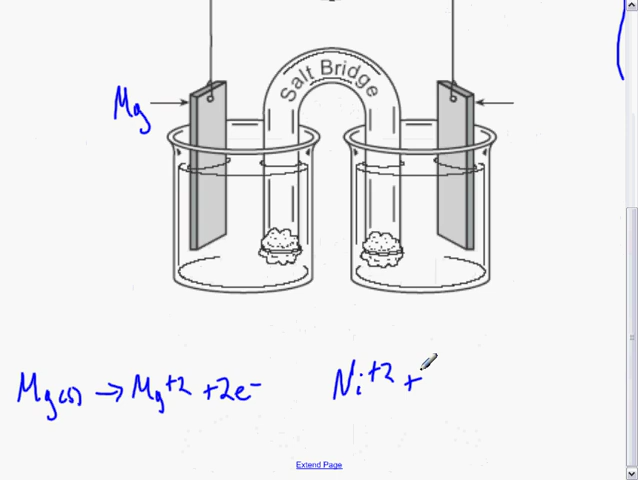 Salt Bridge
Mg
Mg(s) → Mg+2 +2e- Ni+2 +
Extend Page